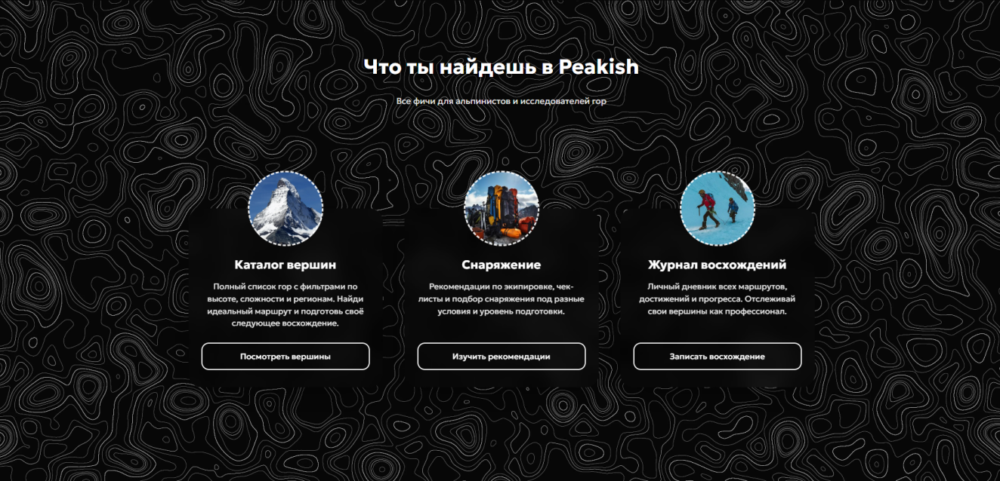 Что ты найдешь в Peakish
Все фичи для альпинистов и исследователей гор
Каталог вершин
Полный список гор с фильтрами по
высоте, сложности и регионам. Найди
идеальный маршрут и подготовь своё
следующее восхождение.
Посмотреть вершины
Снаряжение
Рекомендации по экипировке, чек-
листы и подбор снаряжения под разные
условия и уровень подготовки.
Изучить рекомендации
Журнал восхождений
Личный дневник всех маршрутов,
достижений и прогресса. Отслеживай
свои вершины как профессионал.
Записать восхождение